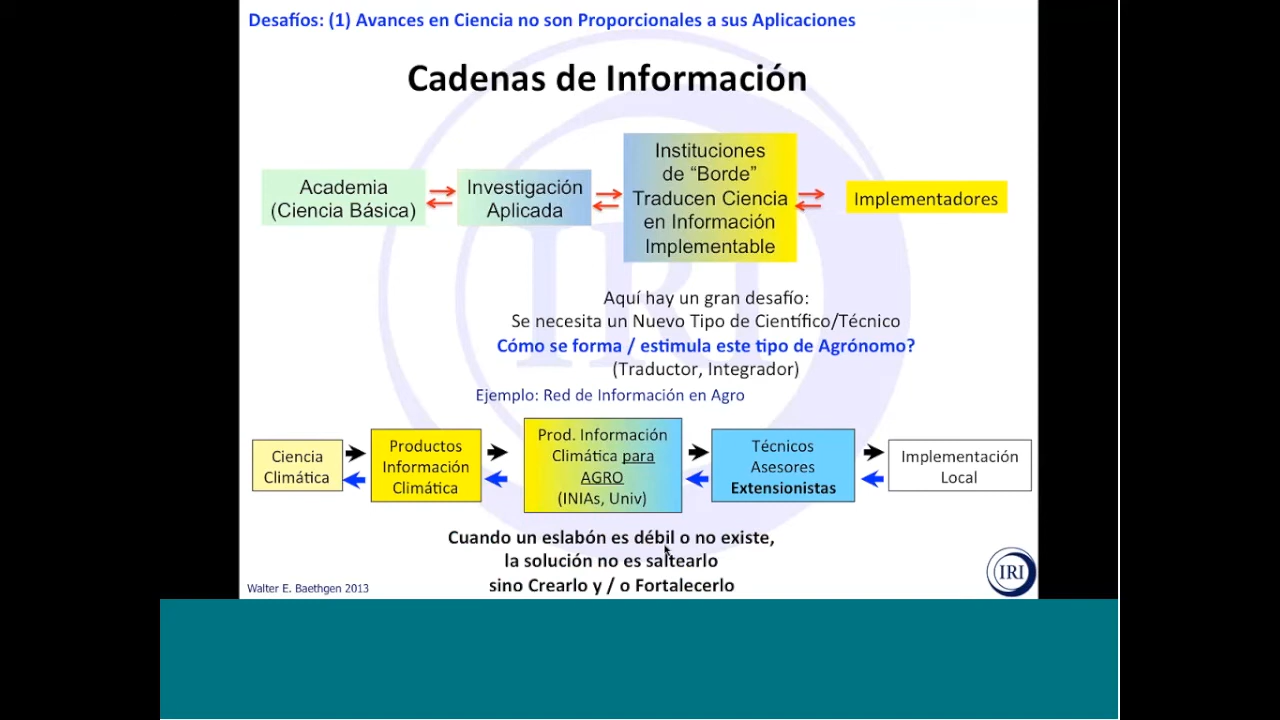 Desafíos: (1) Avances en Ciencia no son Proporcionales a sus Aplicaciones
Cadenas de Información
Academia
(Ciencia Básica)
Investigación
Aplicada
Instituciones
de “Borde”
Traducen Ciencia
en Información
Implementable
Implementadores
Aquí hay un gran desafío:
Se necesita un Nuevo Tipo de Científico/Técnico
Cómo se forma / estimula este tipo de Agrónomo?
(Traductor, Integrador)
Ejemplo: Red de Información en Agro
Ciencia
Climática
Productos
Información
Climática
Prod. Información
Climática para
AGRO
(INIAs, Univ)
Técnicos
Asesores
Extensionistas
Implementación
Local
Cuando un eslabón es débil o no existe,
la solución no es saltearlo
sino Crearlo y / o Fortalecerlo
Walter E. Baethgen 2013
IRI
IRI